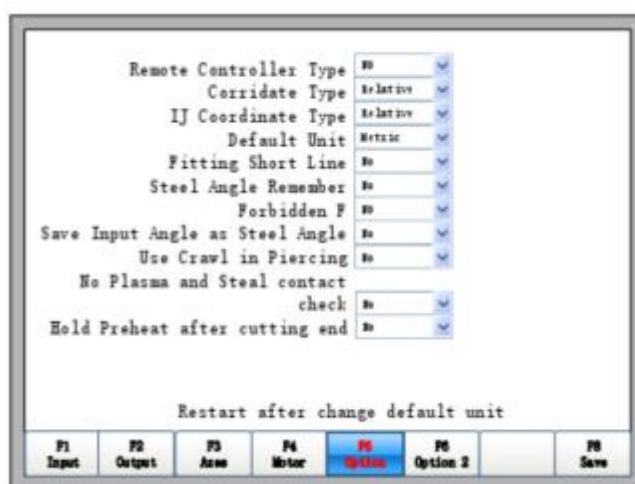 Remote Controller Type NO
Corridate Type Relative
IJ Coordinate Type Relative
Default Unit Metric
Fitting Short Line No
Steel Angle Remember No
Forbidden F NO
Save Input Angle as Steel Angle No
Use Crawl in Piercing No
No Plasma and Steal contact
check No
Hold Preheat after cutting end No
Restart after change default unit
F1 F2 F3 F4 F5 F6 F8
Input Output Axes Motor Option Option 2 Save